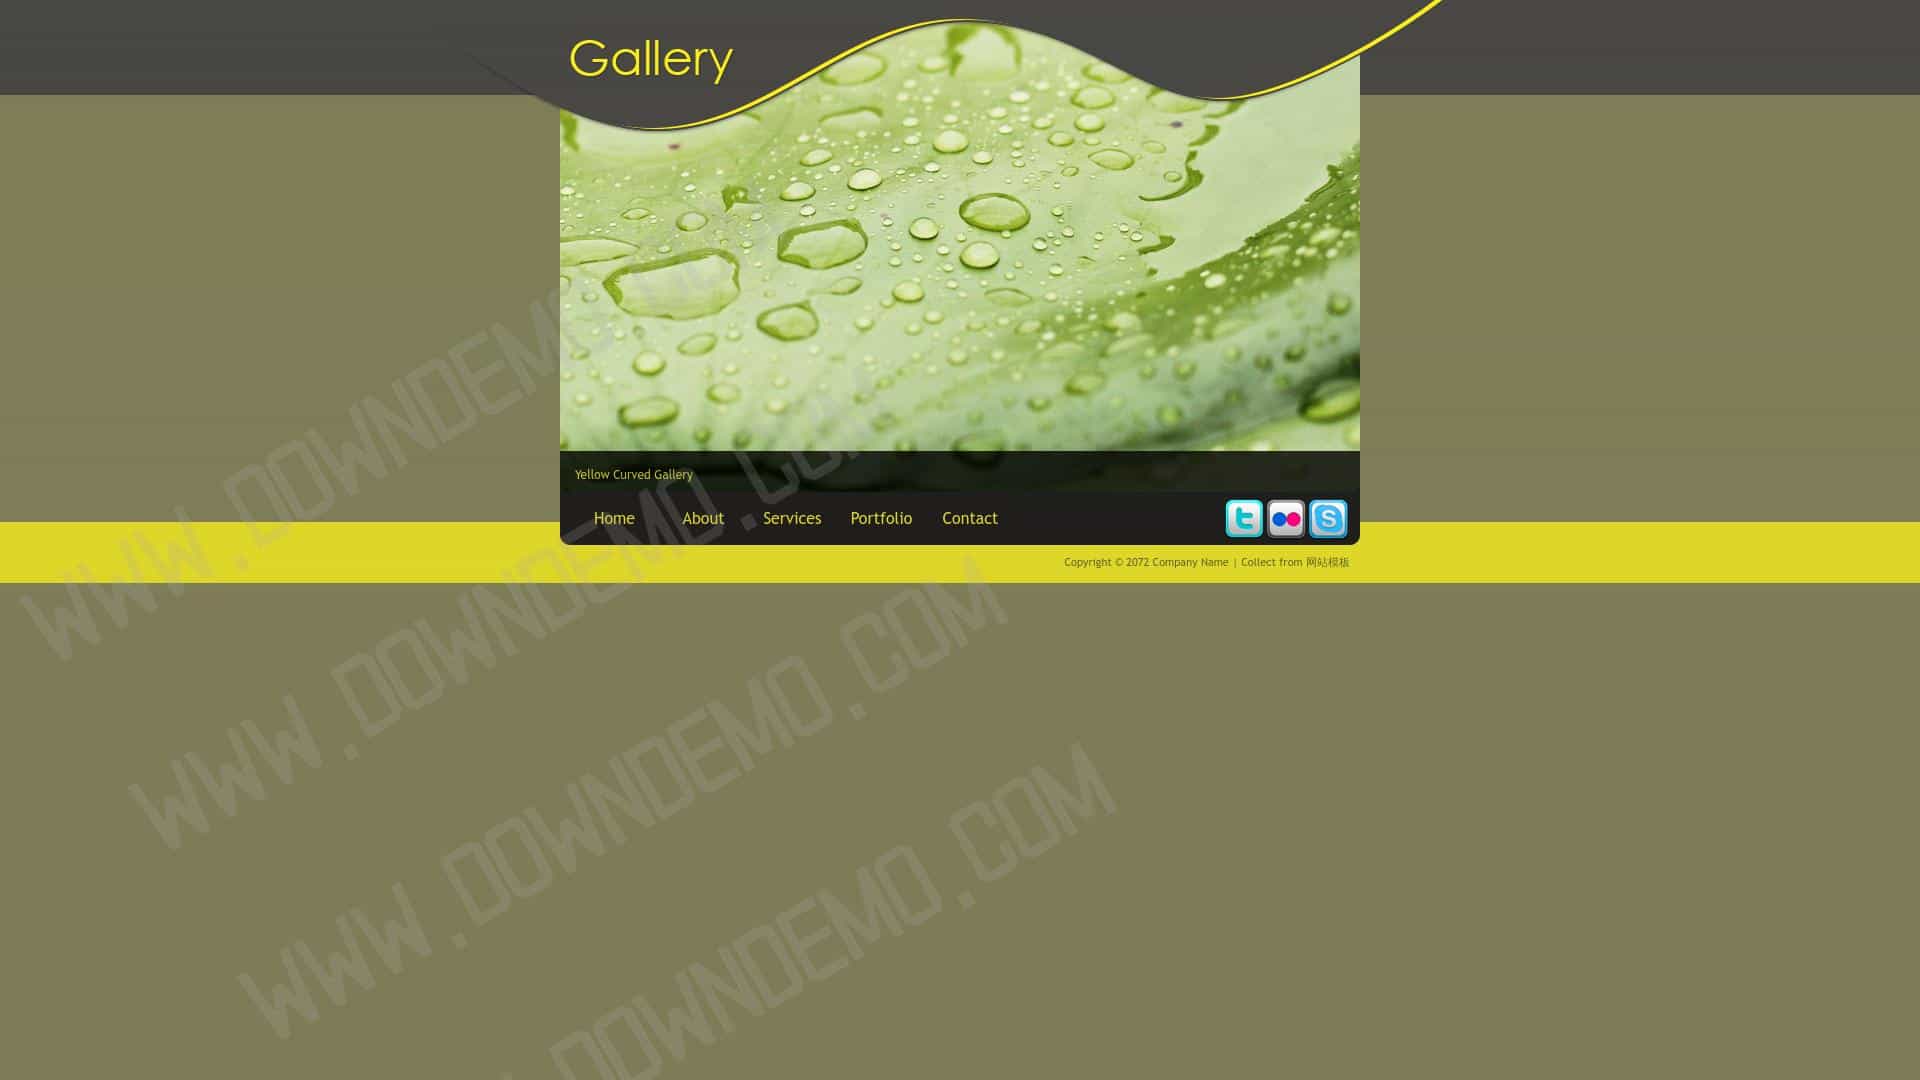 Gallery
Yellow Curved Gallery
Home About Services Portfolio Contact
Copyright © 2072 Company Name | Collect from 网站模板
WWW.DOWNDEMO.COM
WWW.DOWNDEMO.COM
WWW.DOWNDEMO.COM
DOWNDEMO.COM